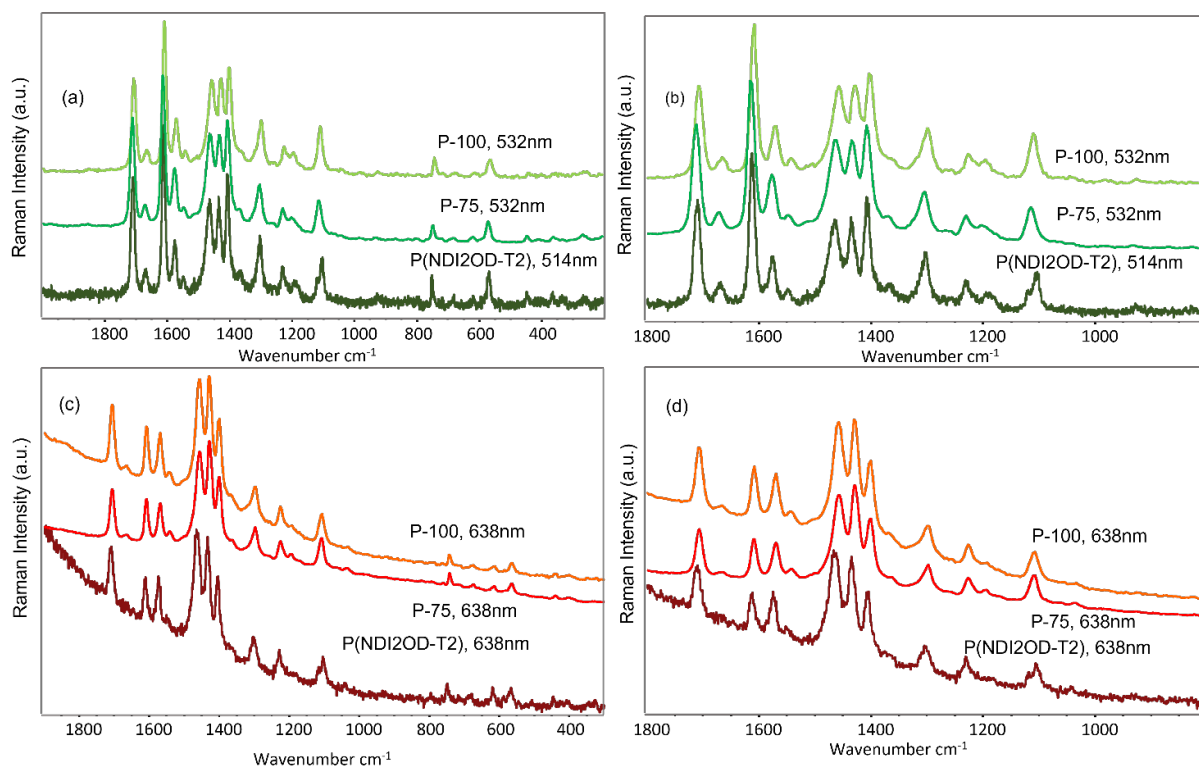 Raman Intensity (a.u.)
(a)
P-100, 532nm
P-75, 532nm
P(NDI2OD-T2), 514nm
1800 1600 1400 1200 1000 800 600 400
Wavenumber cm⁻¹
Raman Intensity (a.u.)
(b)
P-100, 532nm
P-75, 532nm
P(NDI2OD-T2), 514nm
1800 1600 1400 1200 1000
Wavenumber cm⁻¹
Raman Intensity (a.u.)
(c)
P-100, 638nm
P-75, 638nm
P(NDI2OD-T2), 638nm
1800 1600 1400 1200 1000 800 600 400
Wavenumber cm⁻¹
Raman Intensity (a.u.)
(d)
P-100, 638nm
P-75, 638nm
P(NDI2OD-T2), 638nm
1800 1600 1400 1200 1000
Wavenumber cm⁻¹